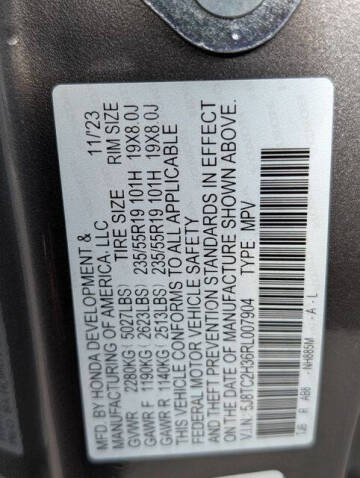 MFD. BY HONDA DEVELOPMENT & 11/23
MANUFACTURING OF AMERICA, LLC
TIRE SIZE RIM SIZE
GVWR 2280KG (5027LBS)
GAWR F 1190KG (2623LBS) 235/55R19 101H 19X8.0J
GAWR R 1140KG (2513LBS) 235/55R19 101H 19X8.0J
THIS VEHICLE CONFORMS TO ALL APPLICABLE
FEDERAL MOTOR VEHICLE SAFETY
AND THEFT PREVENTION STANDARDS IN EFFECT
ON THE DATE OF MANUFACTURE SHOWN ABOVE.
V.I.N: 5J8TC2H36RL007904 TYPE MPV
TJB R AB6 NH885M - A - L